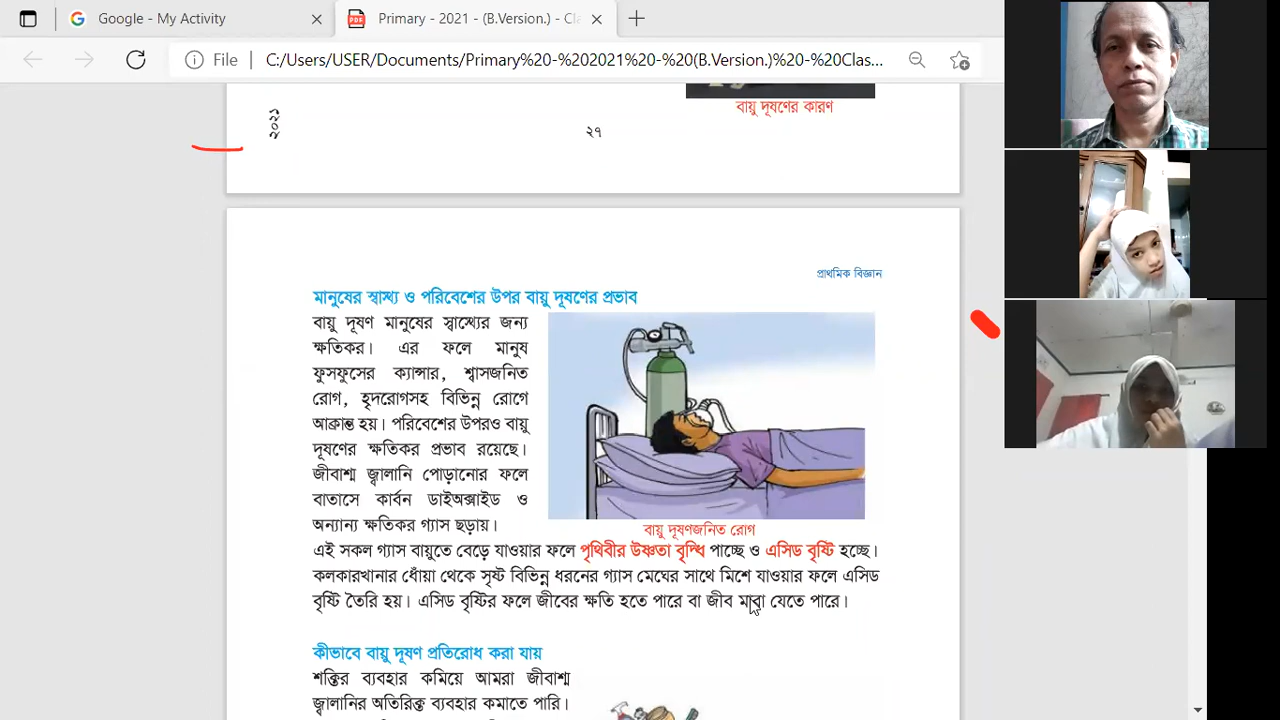 Google - My Activity
Primary - 2021 - (B.Version.) - Cla
File
C:/Users/USER/Documents/Primary%20-%202021%20-%20(B.Version.)%20-%20Clas...
বায়ু দূষণের কারণ
২০২১
২৭
প্রাথমিক বিজ্ঞান
মানুষের স্বাস্থ্য ও পরিবেশের উপর বায়ু দূষণের প্রভাব
বায়ু দূষণ মানুষের স্বাস্থ্যের জন্য
ক্ষতিকর। এর ফলে মানুষ
ফুসফুসের ক্যান্সার, শ্বাসজনিত
রোগ, হৃদরোগসহ বিভিন্ন রোগে
আক্রান্ত হয়। পরিবেশের উপরও বায়ু
দূষণের ক্ষতিকর প্রভাব রয়েছে।
জীবাশ্ম জ্বালানি পোড়ানোর ফলে
বাতাসে কার্বন ডাইঅক্সাইড ও
অন্যান্য ক্ষতিকর গ্যাস ছড়ায়।
বায়ু দূষণজনিত রোগ
এই সকল গ্যাস বায়ুতে বেড়ে যাওয়ার ফলে পৃথিবীর উষ্ণতা বৃদ্ধি পাচ্ছে ও এসিড বৃষ্টি হচ্ছে।
কলকারখানার ধোঁয়া থেকে সৃষ্ট বিভিন্ন ধরনের গ্যাস মেঘের সাথে মিশে যাওয়ার ফলে এসিড
বৃষ্টি তৈরি হয়। এসিড বৃষ্টির ফলে জীবের ক্ষতি হতে পারে বা জীব মারা যেতে পারে।
কীভাবে বায়ু দূষণ প্রতিরোধ করা যায়
শক্তির ব্যবহার কমিয়ে আমরা জীবাশ্ম
জ্বালানির অতিরিক্ত ব্যবহার কমাতে পারি।